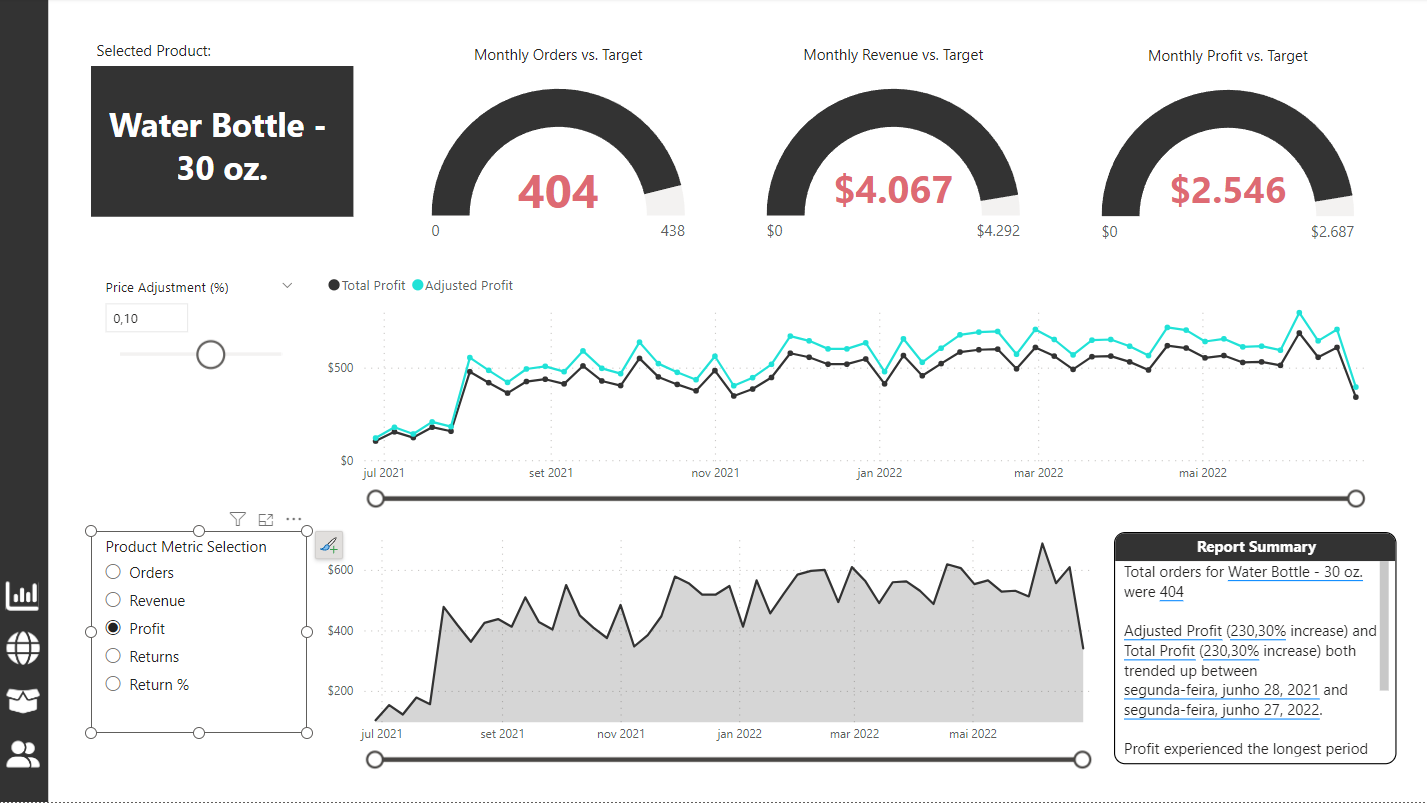 Selected Product:
Water Bottle -
30 oz.
Monthly Orders vs. Target
404
0
438
Monthly Revenue vs. Target
$4.067
$0
$4.292
Monthly Profit vs. Target
$2.546
$0
$2.687
Price Adjustment (%)
0,10
Total Profit
Adjusted Profit
$500
$0
jul 2021
set 2021
nov 2021
jan 2022
mar 2022
mai 2022
Product Metric Selection
Orders
Revenue
Profit
Returns
Return %
$600
$400
$200
jul 2021
set 2021
nov 2021
jan 2022
mar 2022
mai 2022
Report Summary
Total orders for Water Bottle - 30 oz.
were 404
Adjusted Profit (230,30% increase) and
Total Profit (230,30% increase) both
trended up between
segunda-feira, junho 28, 2021 and
segunda-feira, junho 27, 2022.
Profit experienced the longest period